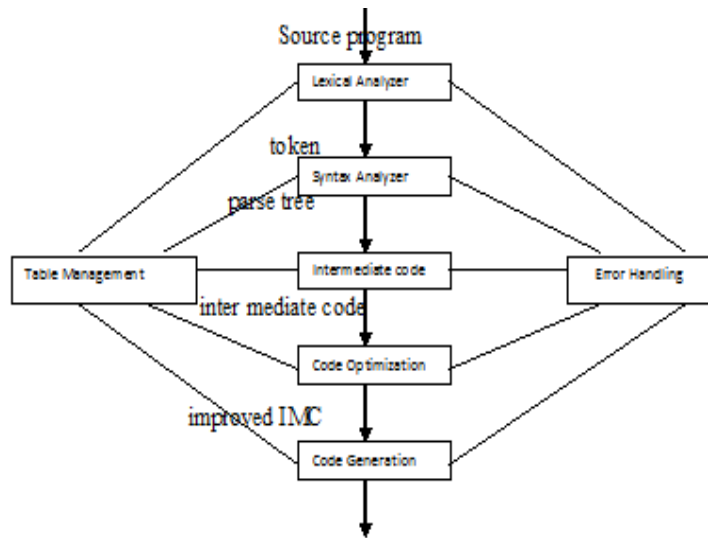 Source program
Lexical Analyzer
token
Syntax Analyzer
parse tree
Table Management
Intermediate code
Error Handling
inter mediate code
Code Optimization
improved IMC
Code Generation